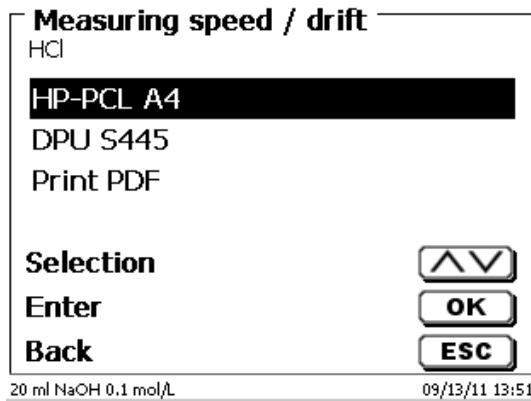 Measuring speed / drift
HCl
HP-PCL A4
DPU S445
Print PDF
Selection
Enter OK
Back ESC
20 ml NaOH 0.1 mol/L 09/13/11 13:51